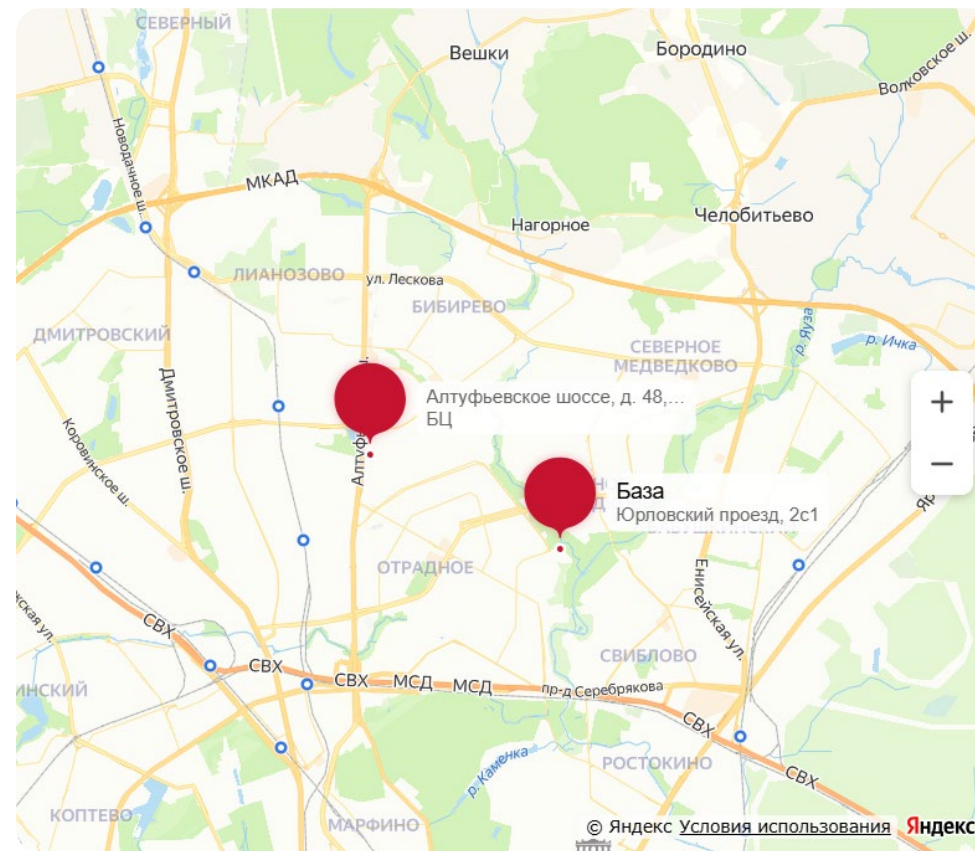 СЕВЕРНЫЙ
Вешки
Бородино
Волковское ш.
Новодачное ш.
МКАД
Нагорное
Челобитьево
ЛИАНОЗОВО
ул. Лескова
БИБИРЕВО
р. Яуза
р. Ичка
ДМИТРОВСКИЙ
СЕВЕРНОЕ
МЕДВЕДКОВО
Дмитровское ш.
Алтуфьевское шоссе, д. 48,...
БЦ
+
Коровинское ш.
−
База
Юрловский проезд, 2с1
ОТРАДНОЕ
Енисейская ул.
СВХ
СВИБЛОВО
СВХ
СВХ
МСД
МСД
пр-д Серебрякова
СВХ
РОСТОКИНО
р. Каменка
СВХ
КОПТЕВО
МАРФИНО
© Яндекс Условия использования Яндекс